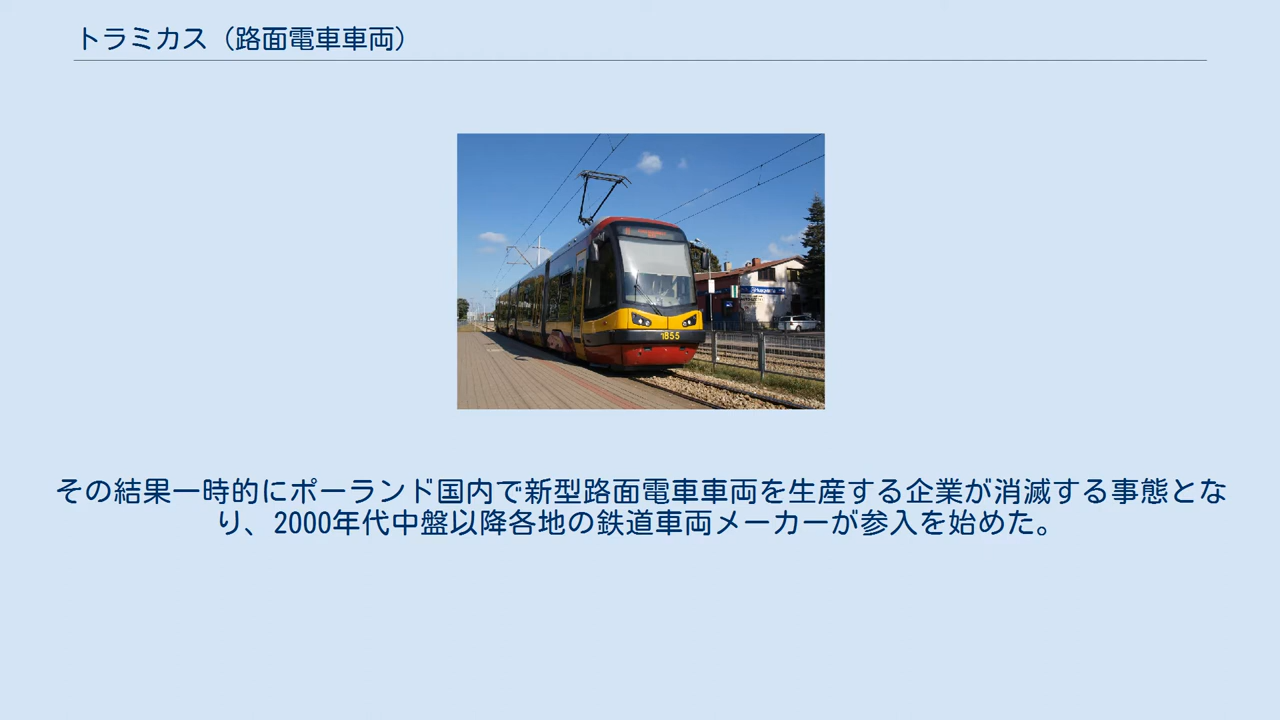 トラミカス（路面電車車両）
1855
その結果一時的にポーランド国内で新型路面電車車両を生産する企業が消滅する事態とな
り、2000年代中盤以降各地の鉄道車両メーカーが参入を始めた。